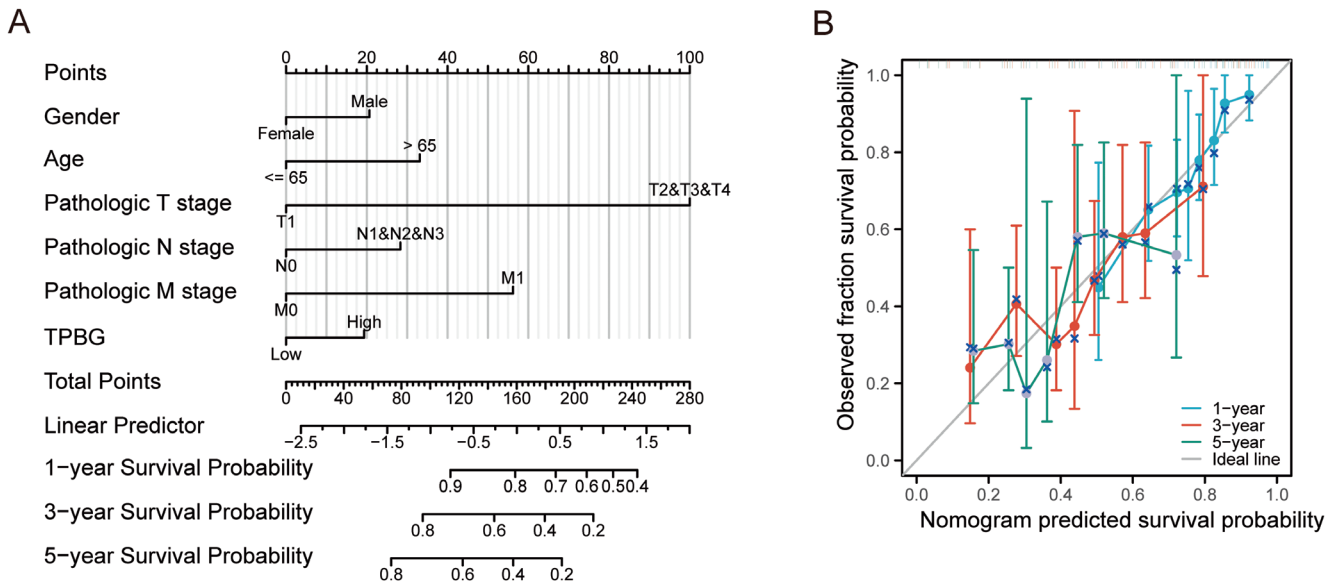 A
Points
0 20 40 60 80 100
Gender
Male
Female
Age
> 65
<= 65
Pathologic T stage
T2&T3&T4
T1
Pathologic N stage
N1&N2&N3
N0
Pathologic M stage
M1
M0
TPBG
High
Low
Total Points
0 40 80 120 160 200 240 280
Linear Predictor
−2.5 −1.5 −0.5 0.5 1.5
1−year Survival Probability
0.9 0.8 0.7 0.6 0.5 0.4
3−year Survival Probability
0.8 0.6 0.4 0.2
5−year Survival Probability
0.8 0.6 0.4 0.2
B
Observed fraction survival probability
1.0
0.8
0.6
0.4
0.2
0.0
1-year
3-year
5-year
Ideal line
0.0 0.2 0.4 0.6 0.8 1.0
Nomogram predicted survival probability